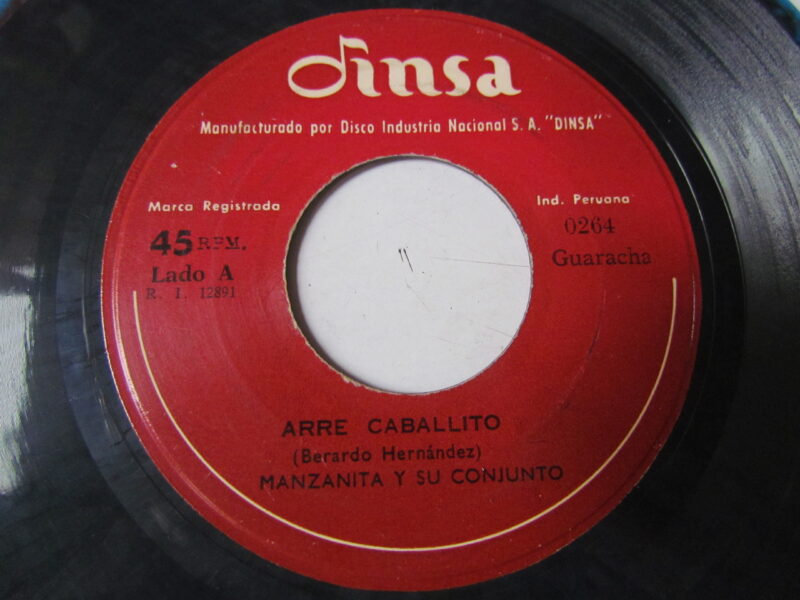 dinsa
Manufacturado por Disco Industria Nacional S. A. "DINSA"
Marca Registrada
45 RPM.
Lado A
R. I. 12891
Ind. Peruana
0264
Guaracha
ARRE CABALLITO
(Berardo Hernández)
MANZANITA Y SU CONJUNTO